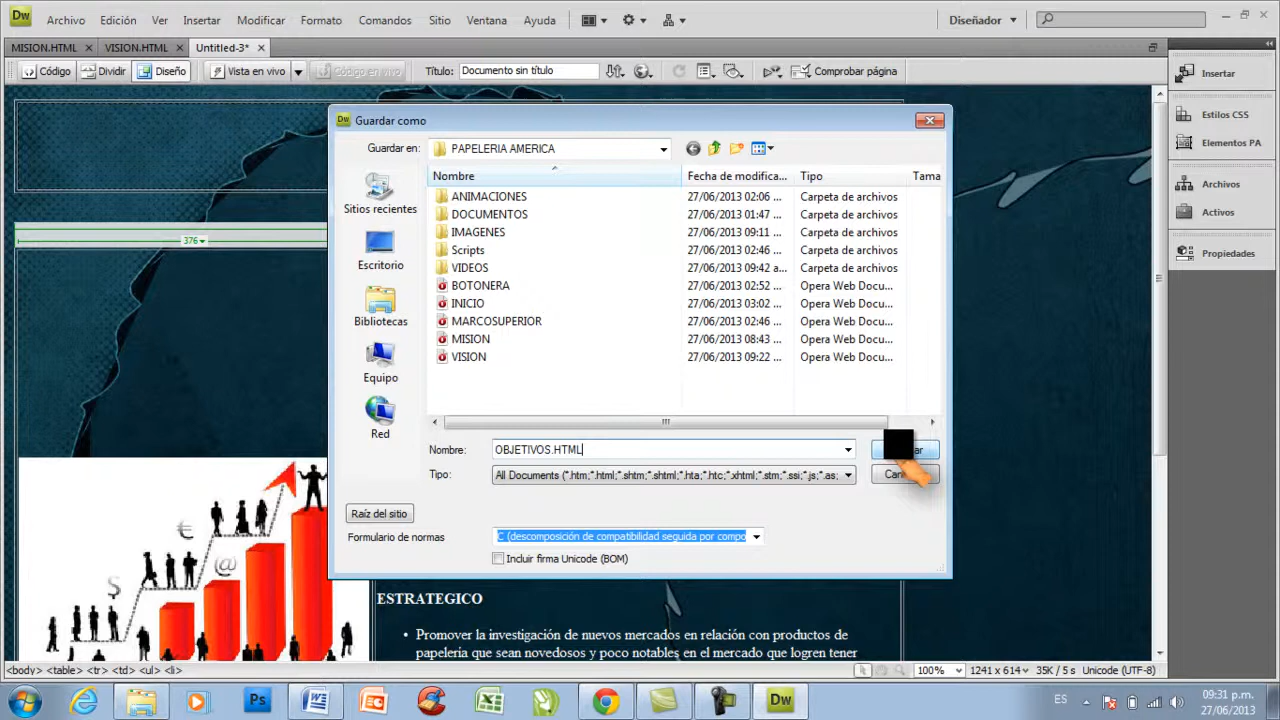 Dw Archivo Edición Ver Insertar Modificar Formato Comandos Sitio Ventana Ayuda Diseñador
MISION.HTML VISION.HTML Untitled-3*
Código Dividir Diseño Vista en vivo Código en vivo Título: Documento sin título Comprobar página
Insertar
Estilos CSS
Elementos PA
Archivos
Activos
Propiedades
376
Dw Guardar como
Guardar en: PAPELERIA AMERICA
Nombre Fecha de modifica... Tipo Tama
ANIMACIONES 27/06/2013 02:06 ... Carpeta de archivos
DOCUMENTOS 27/06/2013 01:47 ... Carpeta de archivos
IMAGENES 27/06/2013 09:11 ... Carpeta de archivos
Scripts 27/06/2013 02:46 ... Carpeta de archivos
VIDEOS 27/06/2013 09:42 a... Carpeta de archivos
BOTONERA 27/06/2013 02:52 ... Opera Web Docu...
INICIO 27/06/2013 03:02 ... Opera Web Docu...
MARCOSUPERIOR 27/06/2013 02:46 ... Opera Web Docu...
MISION 27/06/2013 08:43 ... Opera Web Docu...
VISION 27/06/2013 09:22 ... Opera Web Docu...
Sitios recientes
Escritorio
Bibliotecas
Equipo
Red
Nombre: OBJETIVOS.HTML
Tipo: All Documents (*.htm;*.html;*.shtm;*.shtml;*.hta;*.htc;*.xhtml;*.stm;*.ssi;*.js;*.as;
Raíz del sitio
Formulario de normas C (descomposición de compatibilidad seguida por compo
Incluir firma Unicode (BOM)
€
@
$
ESTRATEGICO
• Promover la investigación de nuevos mercados en relación con productos de
papelería que sean novedosos y poco notables en el mercado que logren tener
<body> <table> <tr> <td> <ul> <li> 100% 1241 x 614 35K / 5 s Unicode (UTF-8)
Ps Dw ES 09:31 p.m.
27/06/2013